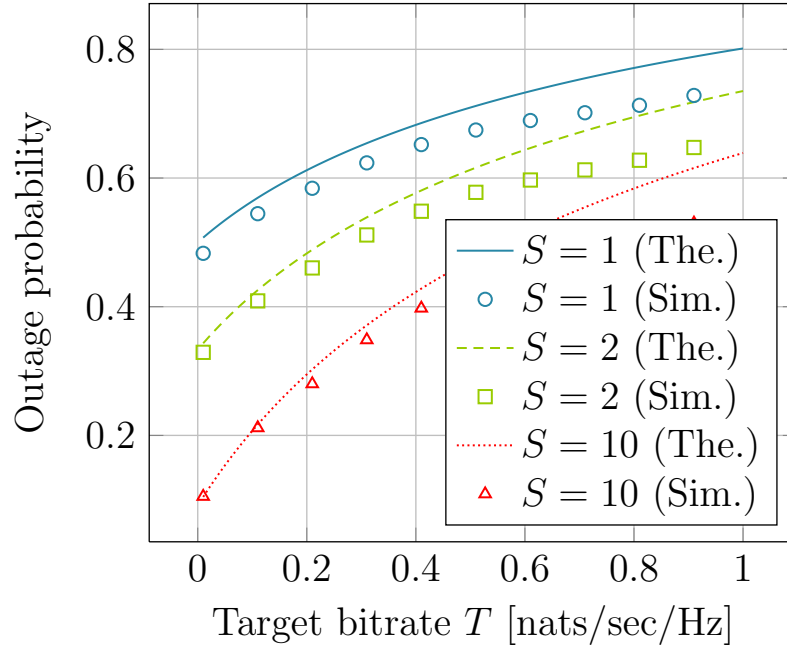 0.8
0.6
0.4
0.2
Outage probability
0 0.2 0.4 0.6 0.8 1
Target bitrate T [nats/sec/Hz]
S = 1 (The.)
S = 1 (Sim.)
S = 2 (The.)
S = 2 (Sim.)
S = 10 (The.)
S = 10 (Sim.)